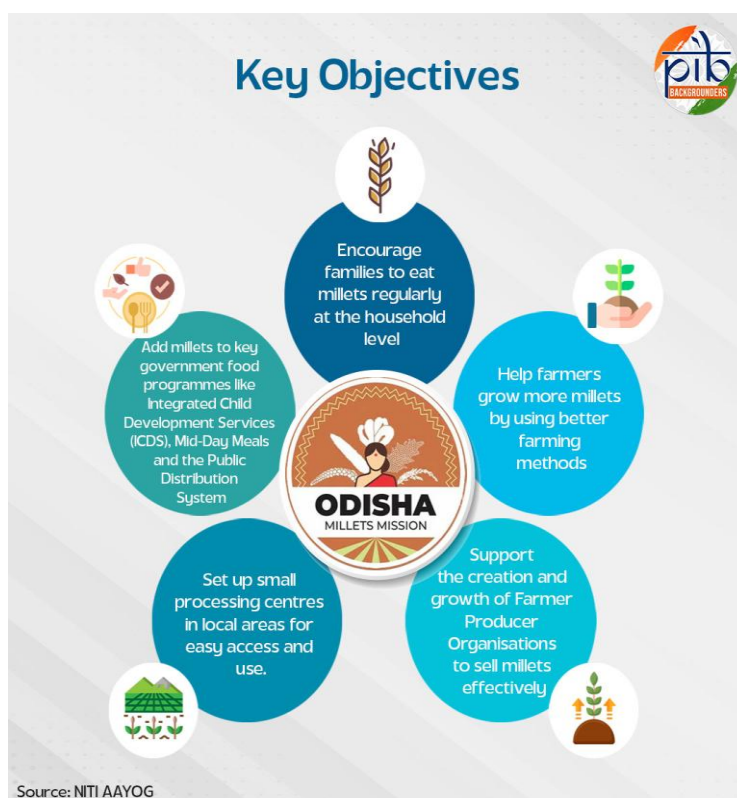 Key Objectives
pib
BACKGROUNDERS
Encourage
families to eat
millets regularly
at the household
level
Help farmers
grow more millets
by using better
farming
methods
Support
the creation and
growth of Farmer
Producer
Organisations
to sell millets
effectively
Set up small
processing centres
in local areas for
easy access and
use.
Add millets to key
government food
programmes like
Integrated Child
Development Services
(ICDS), Mid-Day Meals
and the Public
Distribution
System
ODISHA
MILLETS MISSION
Source: NITI AAYOG